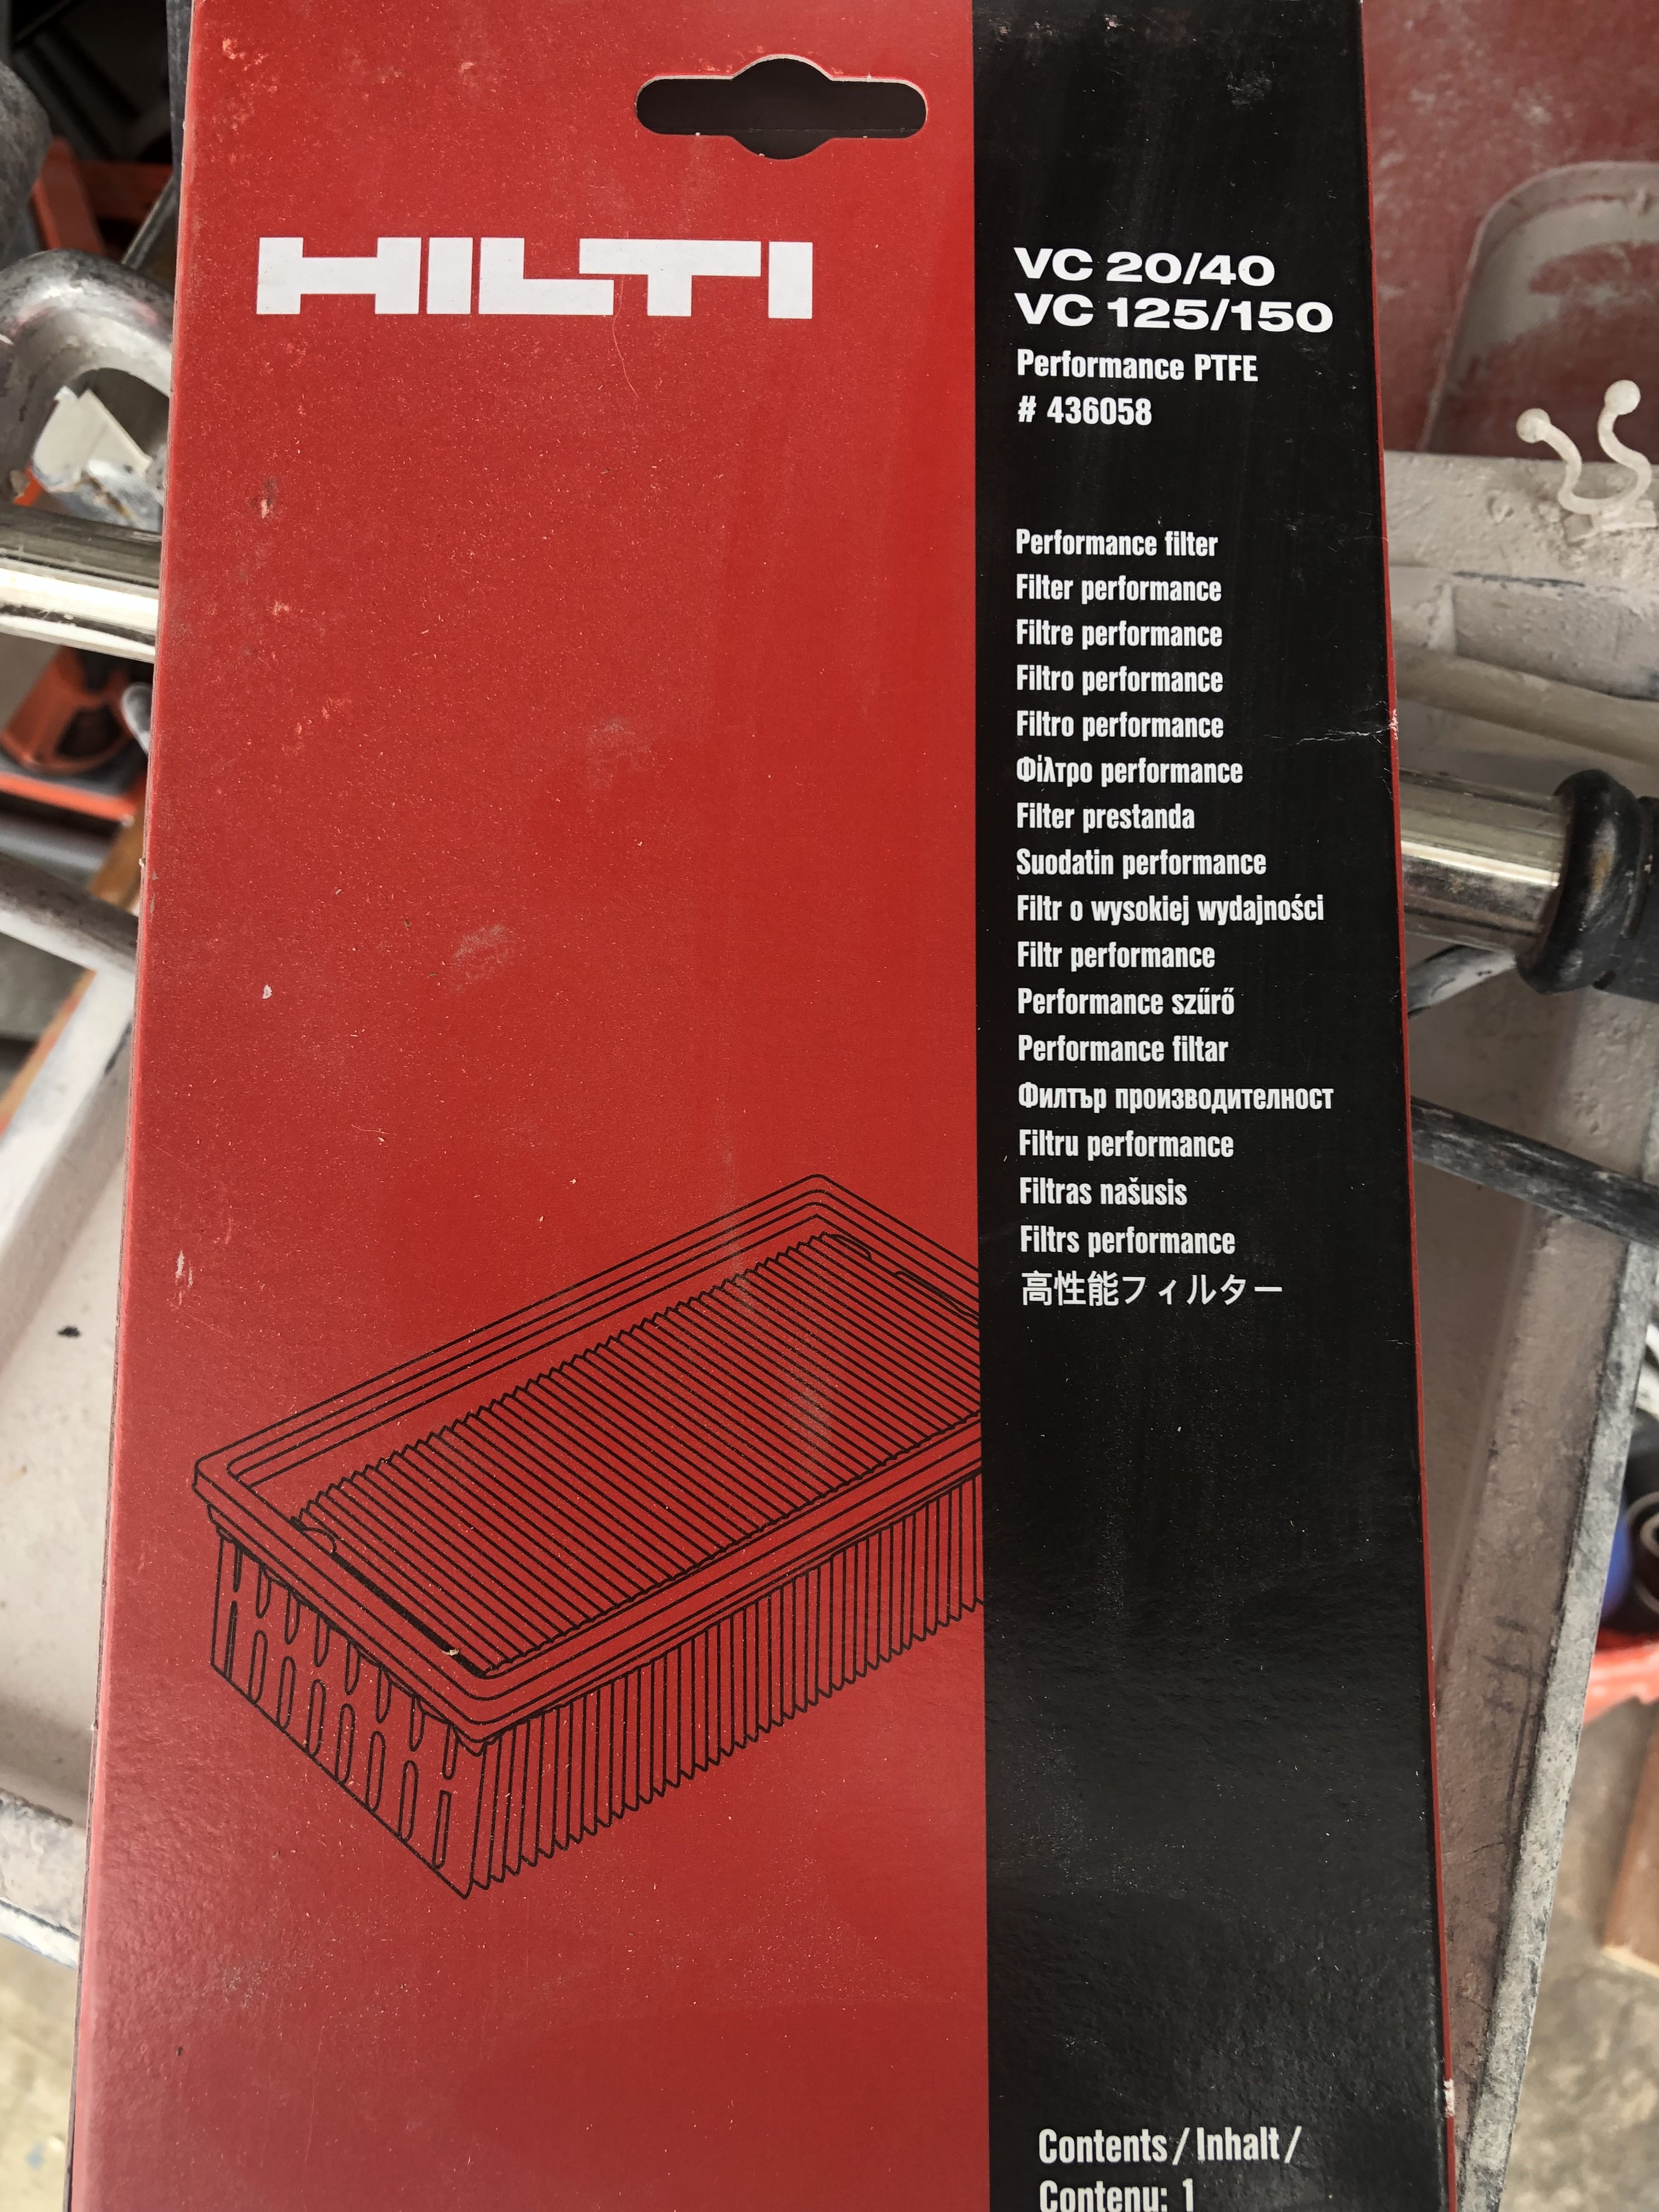 HILTI
VC 20/40
VC 125/150
Performance PTFE
# 436058
Performance filter
Filter performance
Filtre performance
Filtro performance
Filtro performance
Φίλτρο performance
Filter prestanda
Suodatin performance
Filtr o wysokiej wydajności
Filtr performance
Performance szűrő
Performance filtar
Филтър производителност
Filtru performance
Filtras našusis
Filtrs performance
高性能フィルター
Contents / Inhalt /
Contenu: 1